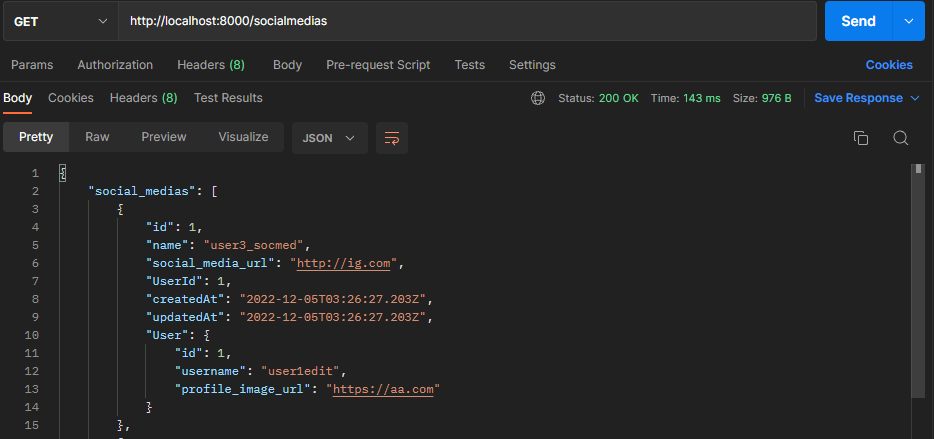 GET http://localhost:8000/socialmedias Send
Params Authorization Headers (8) Body Pre-request Script Tests Settings Cookies
Body Cookies Headers (8) Test Results Status: 200 OK Time: 143 ms Size: 976 B Save Response
Pretty Raw Preview Visualize JSON
1 {
2 "social_medias": [
3 {
4 "id": 1,
5 "name": "user3_socmed",
6 "social_media_url": "http://ig.com",
7 "UserId": 1,
8 "createdAt": "2022-12-05T03:26:27.203Z",
9 "updatedAt": "2022-12-05T03:26:27.203Z",
10 "User": {
11 "id": 1,
12 "username": "user1edit",
13 "profile_image_url": "https://aa.com"
14 }
15 },